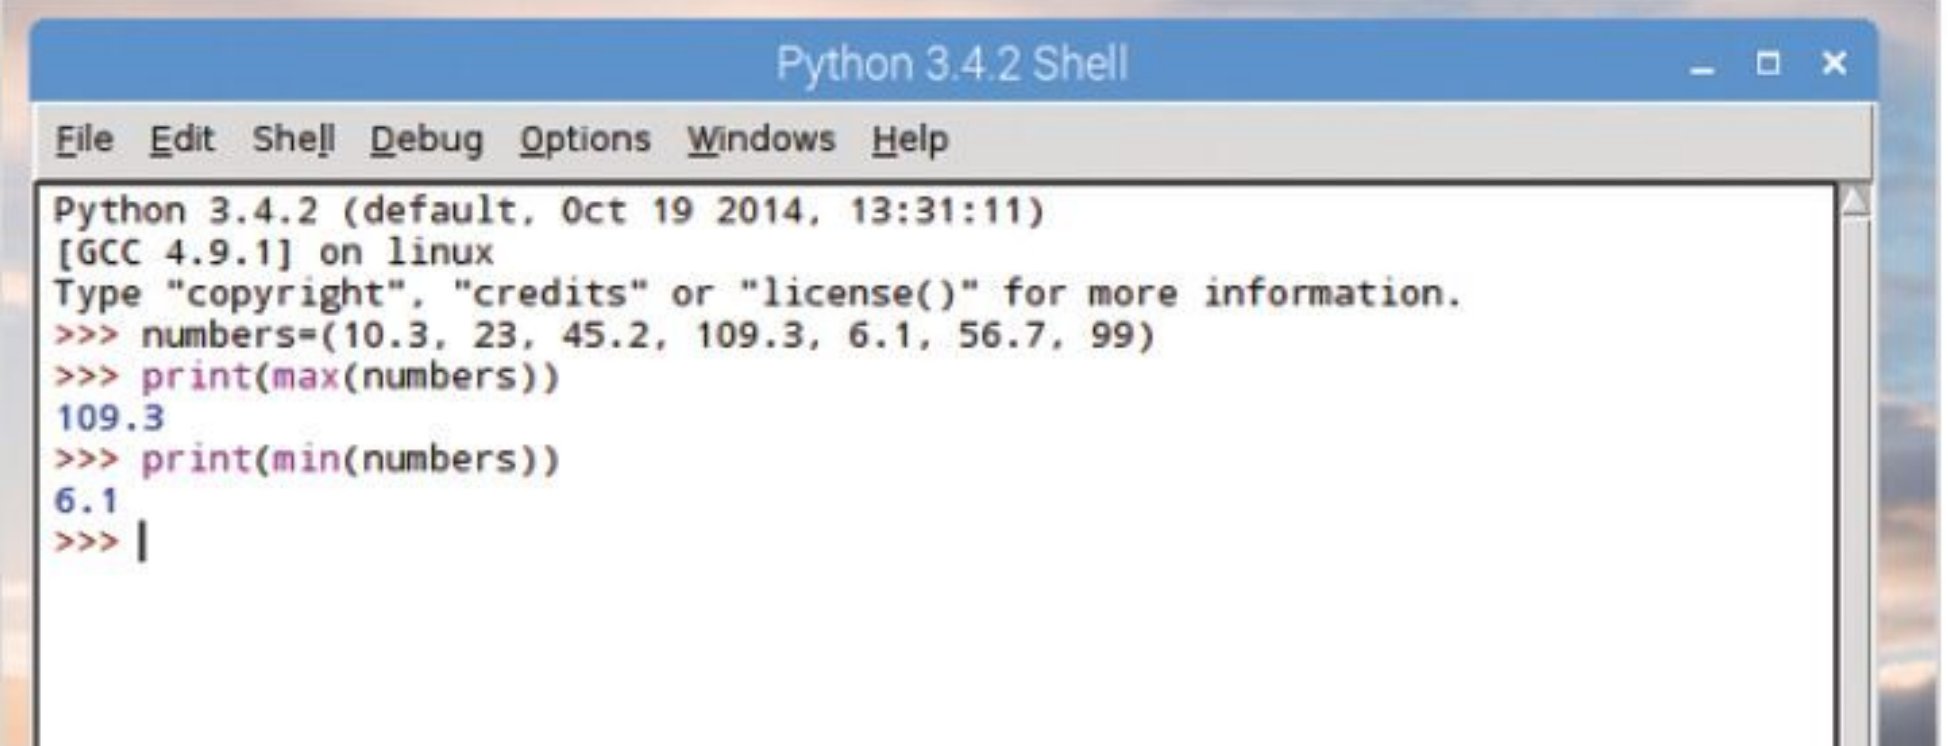 Python 3.4.2 Shell
File Edit Shell Debug Options Windows Help
Python 3.4.2 (default, Oct 19 2014, 13:31:11)
[GCC 4.9.1] on linux
Type "copyright", "credits" or "license()" for more information.
>>> numbers=(10.3, 23, 45.2, 109.3, 6.1, 56.7, 99)
>>> print(max(numbers))
109.3
>>> print(min(numbers))
6.1
>>>